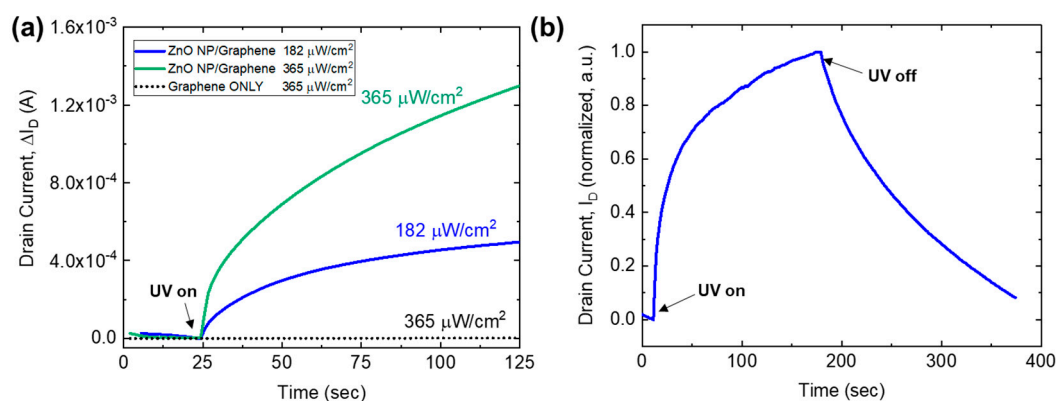 (a)
Drain Current, ΔI_D (A)
1.6x10⁻³
1.2x10⁻³
8.0x10⁻⁴
4.0x10⁻⁴
0.0
ZnO NP/Graphene 182 μW/cm²
ZnO NP/Graphene 365 μW/cm²
Graphene ONLY 365 μW/cm²
365 μW/cm²
182 μW/cm²
UV on
365 μW/cm²
0 25 50 75 100 125
Time (sec)
(b)
Drain Current, I_D (normalized, a.u.)
1.0
0.8
0.6
0.4
0.2
0.0
UV off
UV on
0 100 200 300 400
Time (sec)